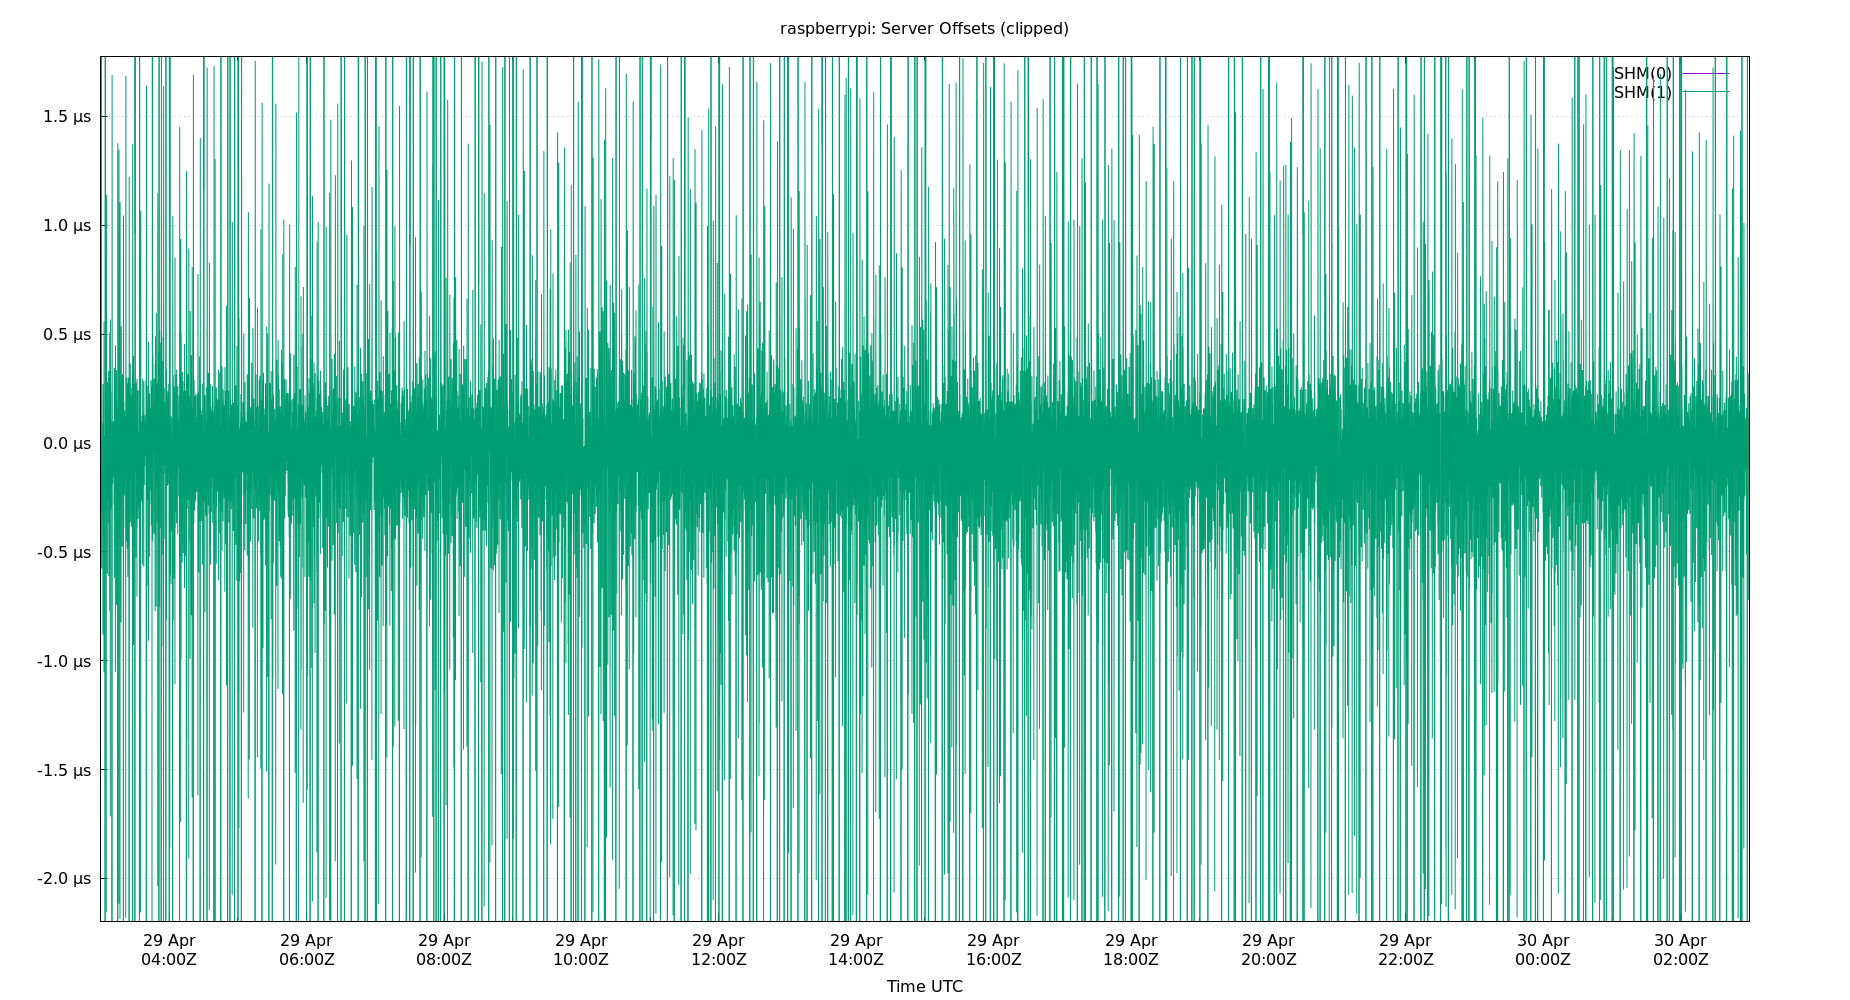 raspberrypi: Server Offsets (clipped)
SHM(0)
SHM(1)
1.5 µs
1.0 µs
0.5 µs
0.0 µs
-0.5 µs
-1.0 µs
-1.5 µs
-2.0 µs
29 Apr 29 Apr 29 Apr 29 Apr 29 Apr 29 Apr 29 Apr 29 Apr 29 Apr 29 Apr 30 Apr 30 Apr
04:00Z 06:00Z 08:00Z 10:00Z 12:00Z 14:00Z 16:00Z 18:00Z 20:00Z 22:00Z 00:00Z 02:00Z
Time UTC